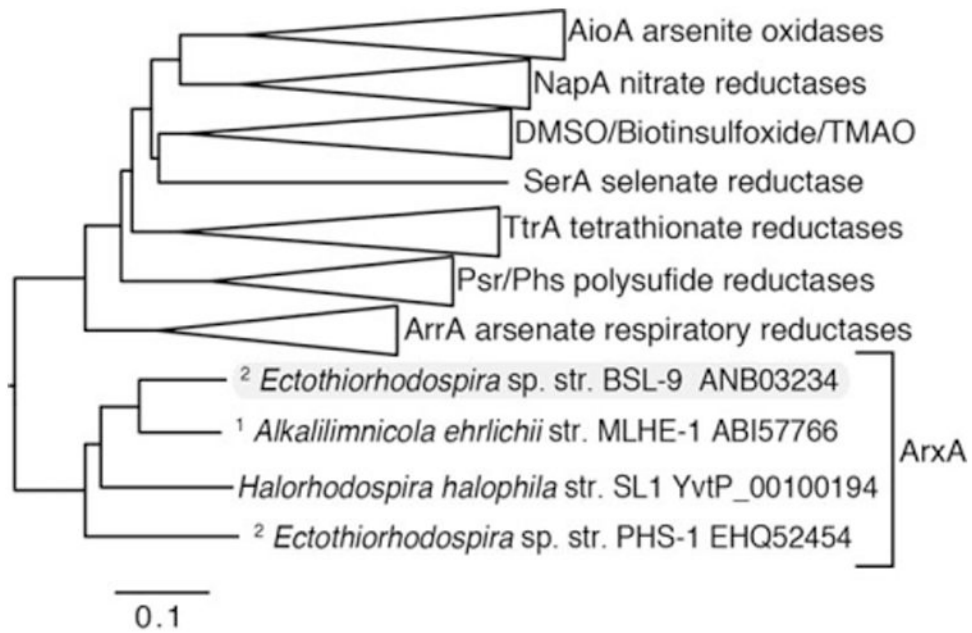 AioA arsenite oxidases
NapA nitrate reductases
DMSO/Biotinsulfoxide/TMAO
SerA selenate reductase
TtrA tetrathionate reductases
Psr/Phs polysufide reductases
ArrA arsenate respiratory reductases
² Ectothiorhodospira sp. str. BSL-9 ANB03234
¹ Alkalilimnicola ehrlichii str. MLHE-1 ABI57766
ArxA
Halorhodospira halophila str. SL1 YvtP_00100194
² Ectothiorhodospira sp. str. PHS-1 EHQ52454
0.1